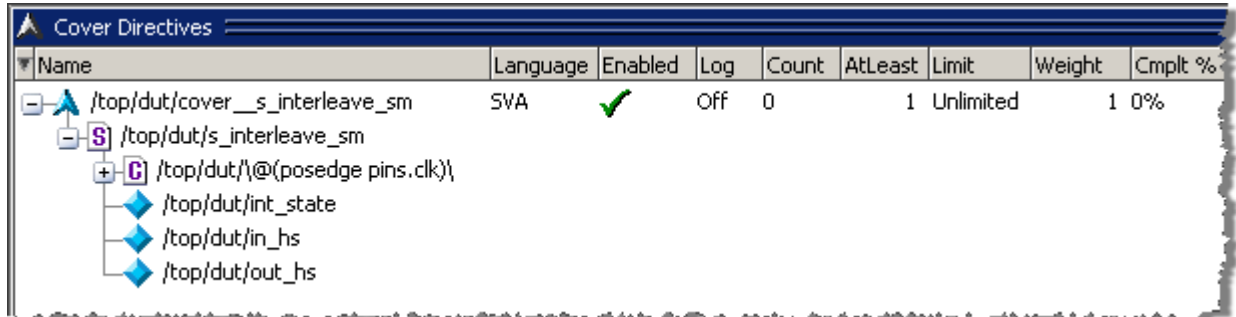 Cover Directives
Name Language Enabled Log Count AtLeast Limit Weight Cmplt %
/top/dut/cover__s_interleave_sm SVA Off 0 1 Unlimited 1 0%
S /top/dut/s_interleave_sm
C /top/dut/\@(posedge pins.clk)\
/top/dut/int_state
/top/dut/in_hs
/top/dut/out_hs